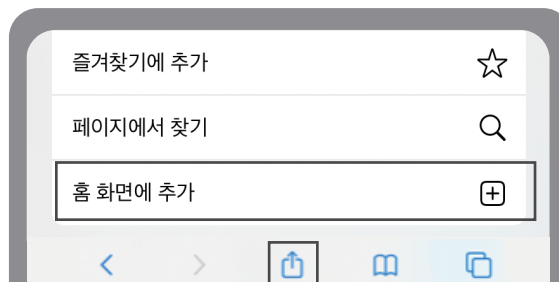 즐겨찾기에 추가
페이지에서 찾기
홈 화면에 추가